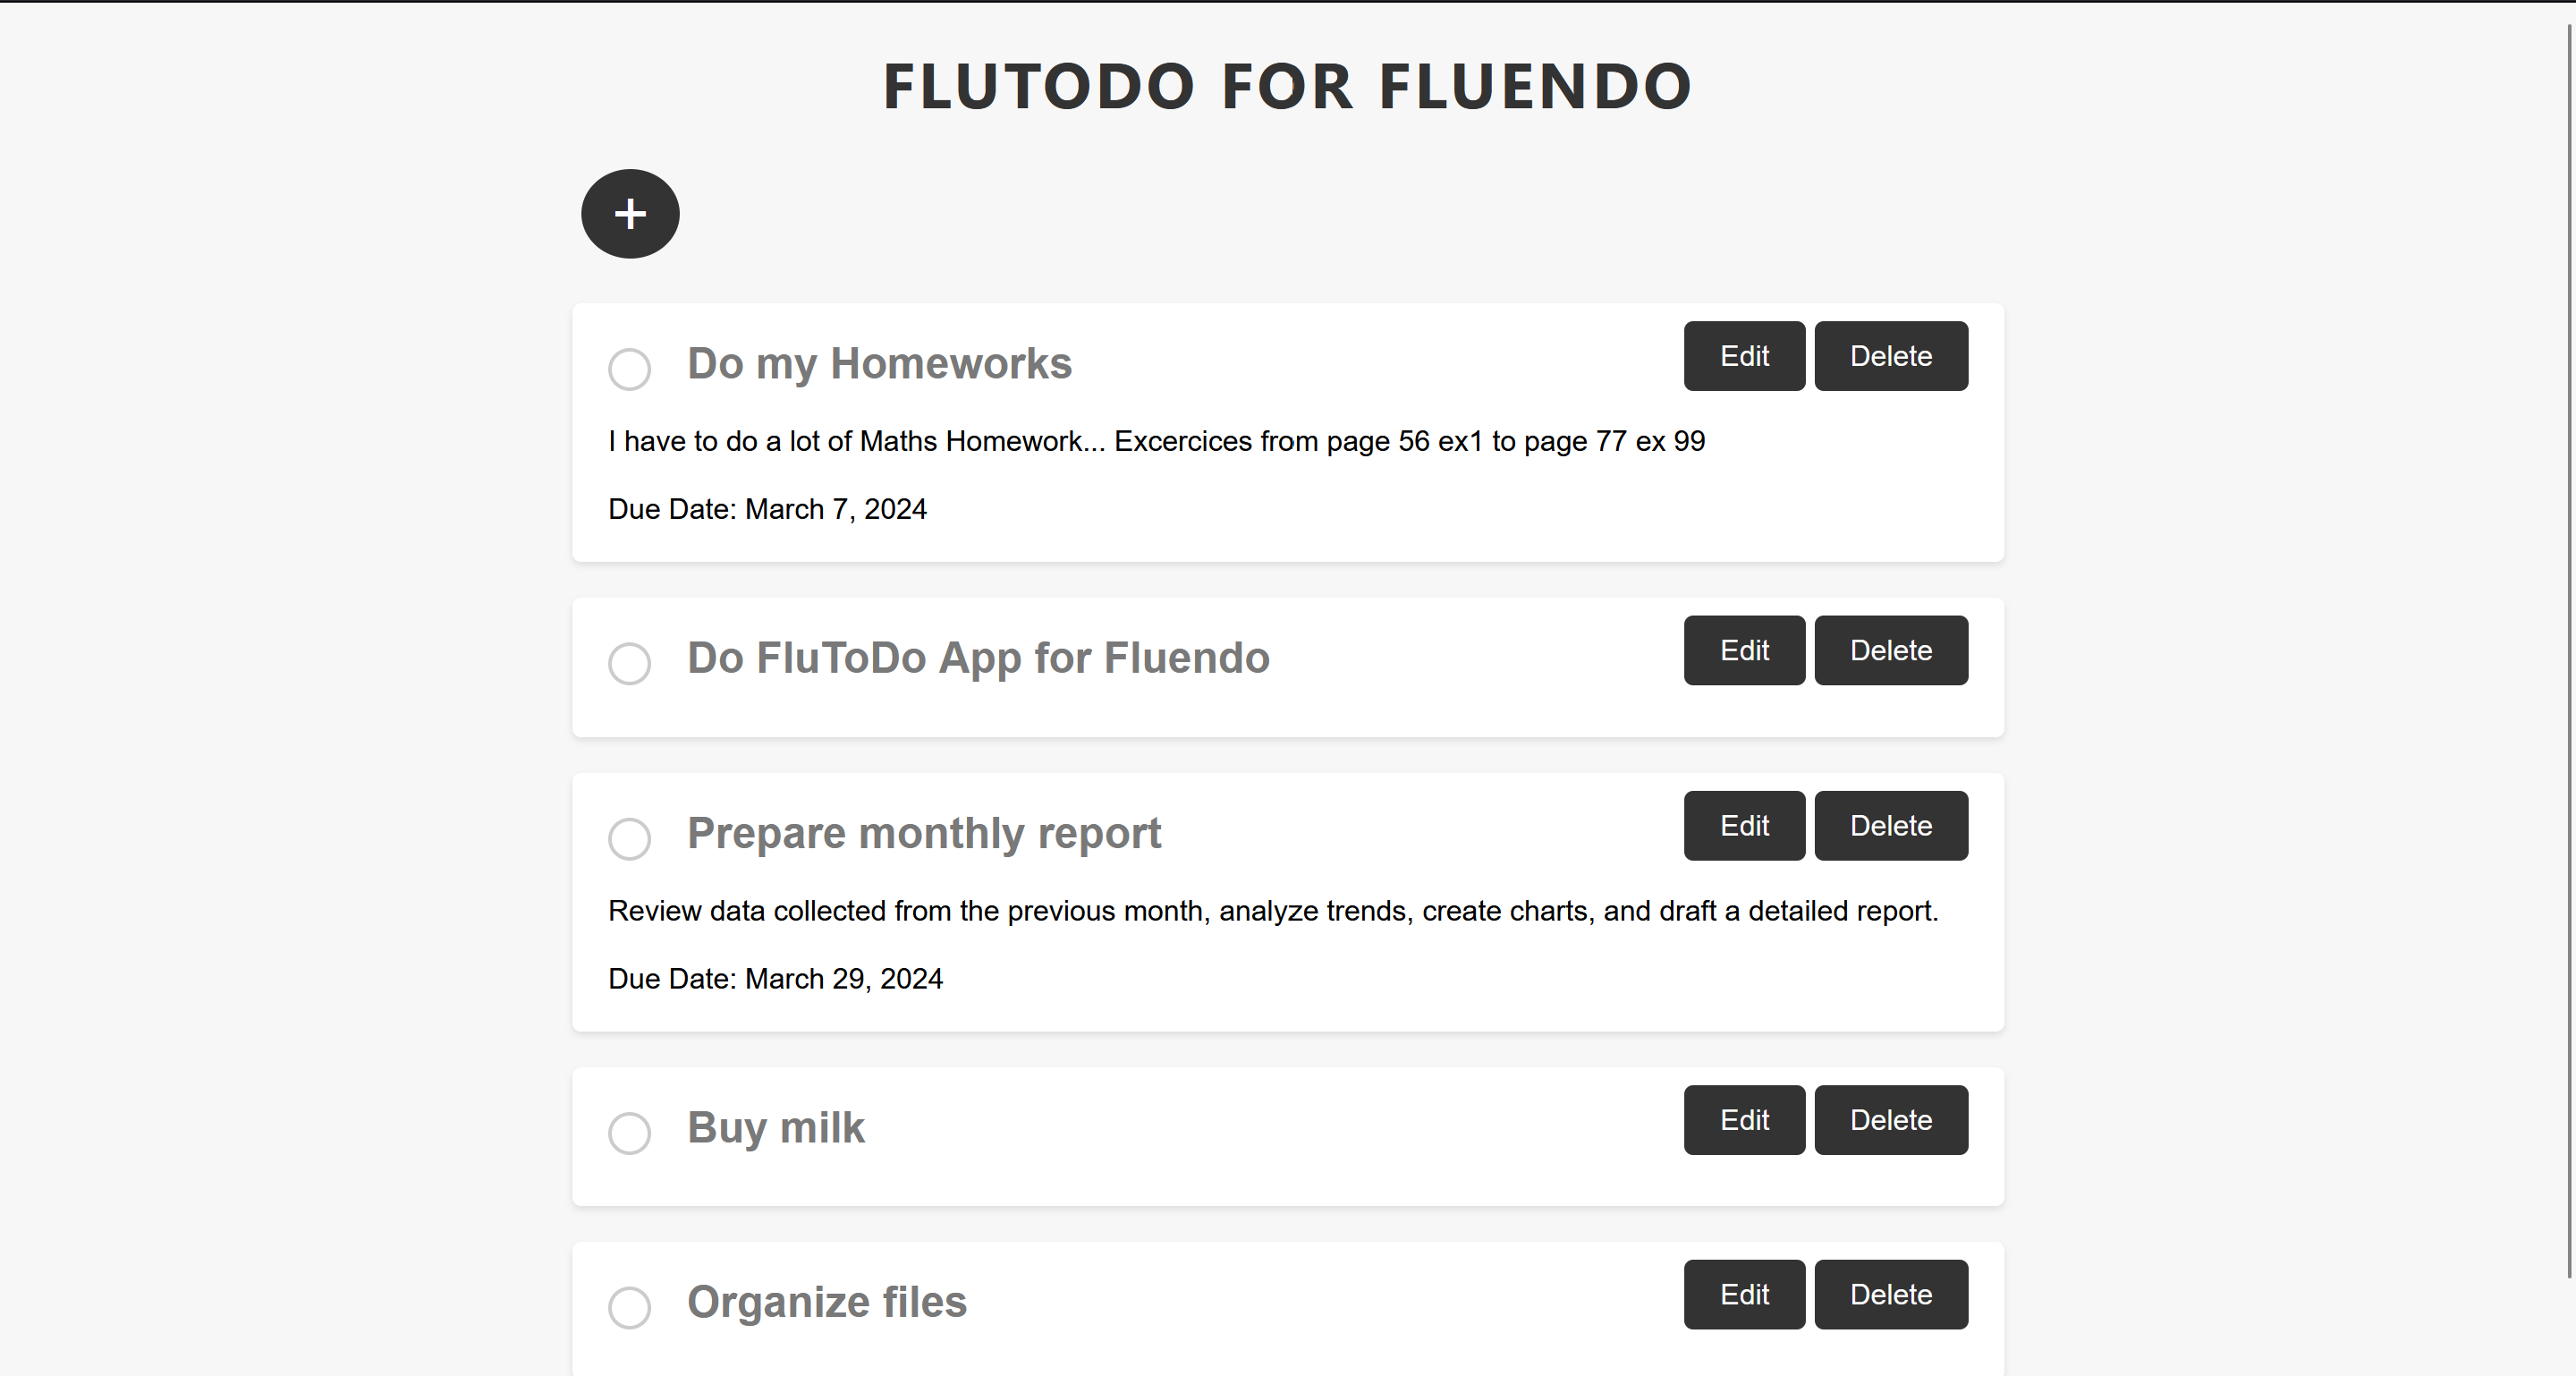 FLUTODO FOR FLUENDO
+
Do my Homeworks
Edit
Delete
I have to do a lot of Maths Homework... Excercices from page 56 ex1 to page 77 ex 99
Due Date: March 7, 2024
Do FluToDo App for Fluendo
Edit
Delete
Prepare monthly report
Edit
Delete
Review data collected from the previous month, analyze trends, create charts, and draft a detailed report.
Due Date: March 29, 2024
Buy milk
Edit
Delete
Organize files
Edit
Delete